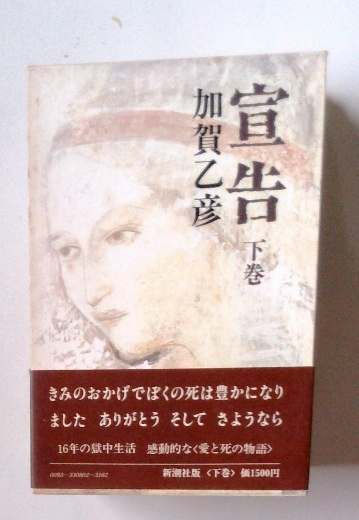 宣告
下巻
加賀乙彦
きみのおかげでぼくの死は豊かになり
ました ありがとう そして さようなら
16年の獄中生活 感動的な〈愛と死の物語〉
0093-330802-3162 新潮社版 〈下巻〉 価1500円